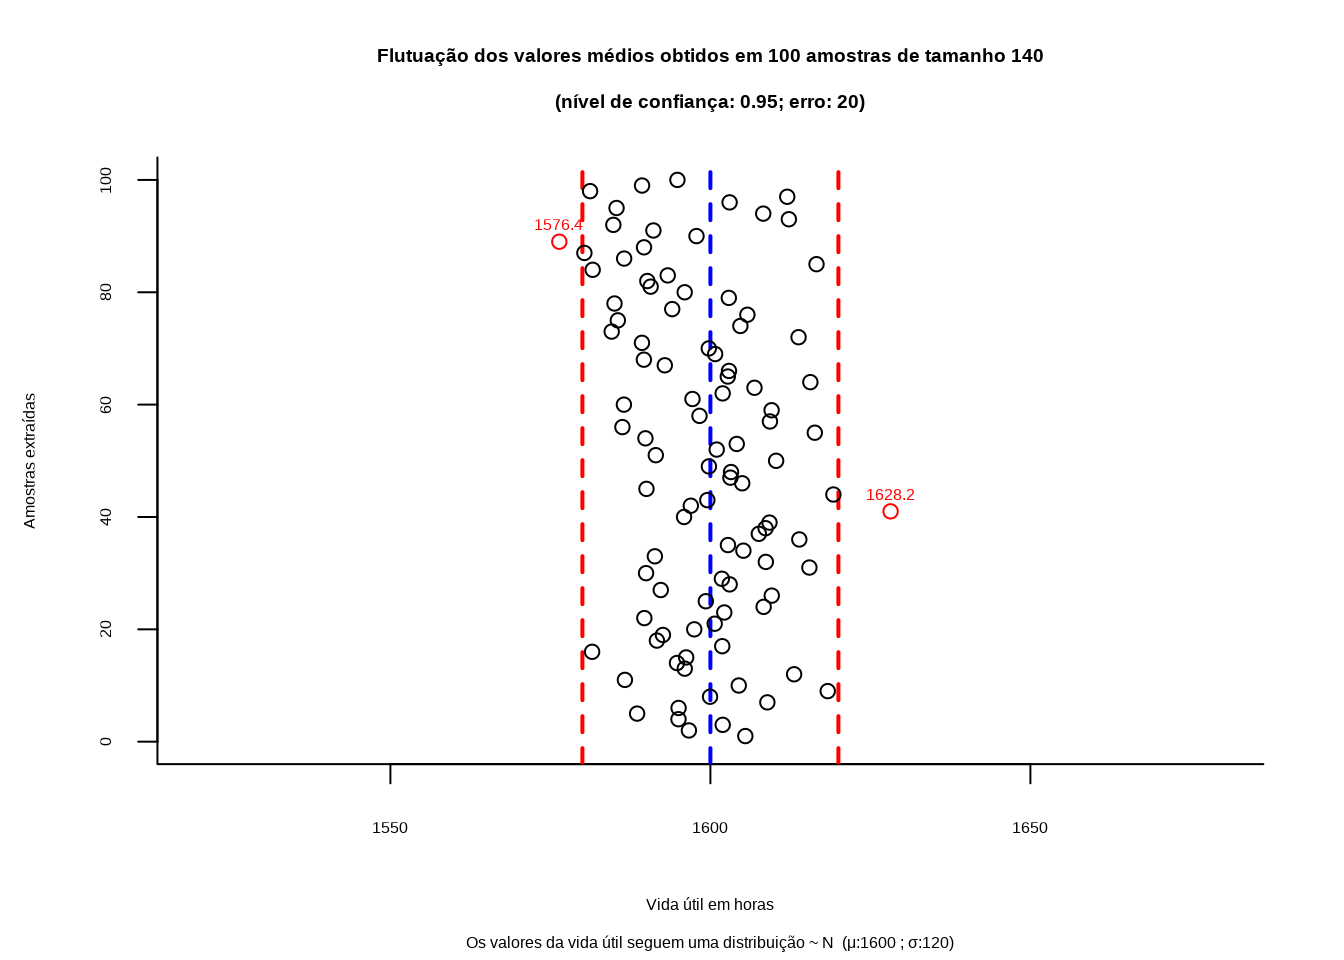 Flutuação dos valores médios obtidos em 100 amostras de tamanho 140
(nível de confiança: 0.95; erro: 20)
Amostras extraídas
100
80
60
40
20
0
1576.4
1628.2
1550
1600
1650
Vida útil em horas
Os valores da vida útil seguem uma distribuição ~ N  (μ:1600 ; σ:120)